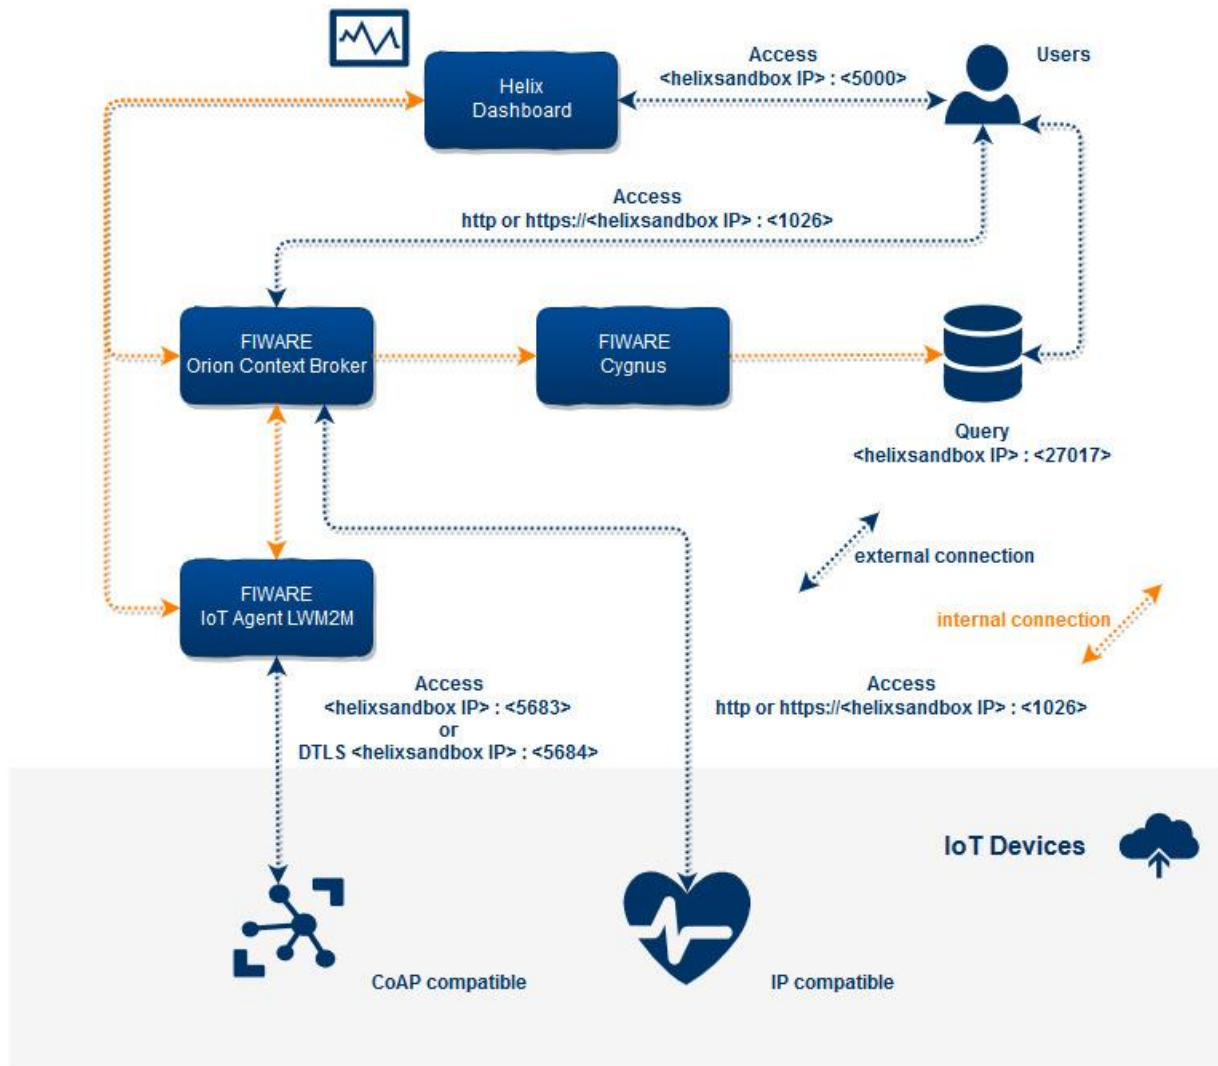 Helix
Dashboard
Access
<helixsandbox IP> : <5000>
Users
Access
http or https://<helixsandbox IP> : <1026>
FIWARE
Orion Context Broker
FIWARE
Cygnus
Query
<helixsandbox IP> : <27017>
external connection
internal connection
FIWARE
IoT Agent LWM2M
Access
<helixsandbox IP> : <5683>
or
DTLS <helixsandbox IP> : <5684>
Access
http or https://<helixsandbox IP> : <1026>
IoT Devices
CoAP compatible
IP compatible